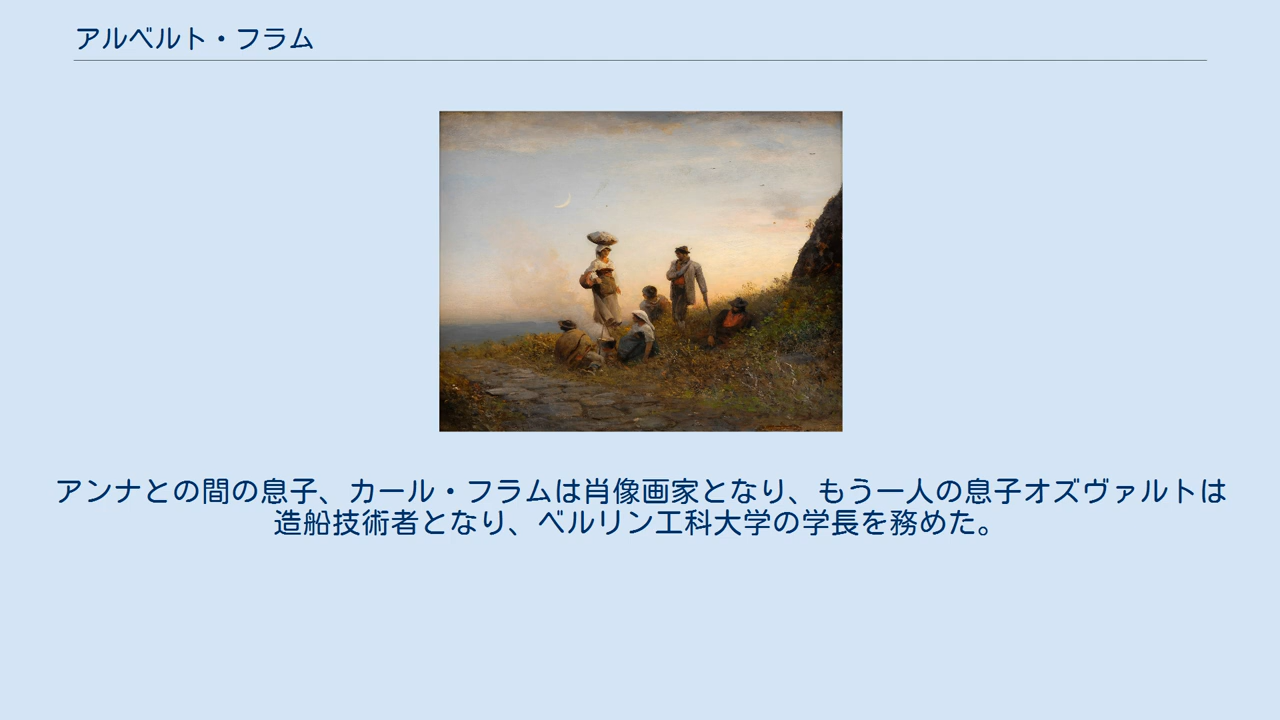 アルベルト・フラム
アンナとの間の息子、カール・フラムは肖像画家となり、もう一人の息子オズヴァルトは
造船技術者となり、ベルリン工科大学の学長を務めた。